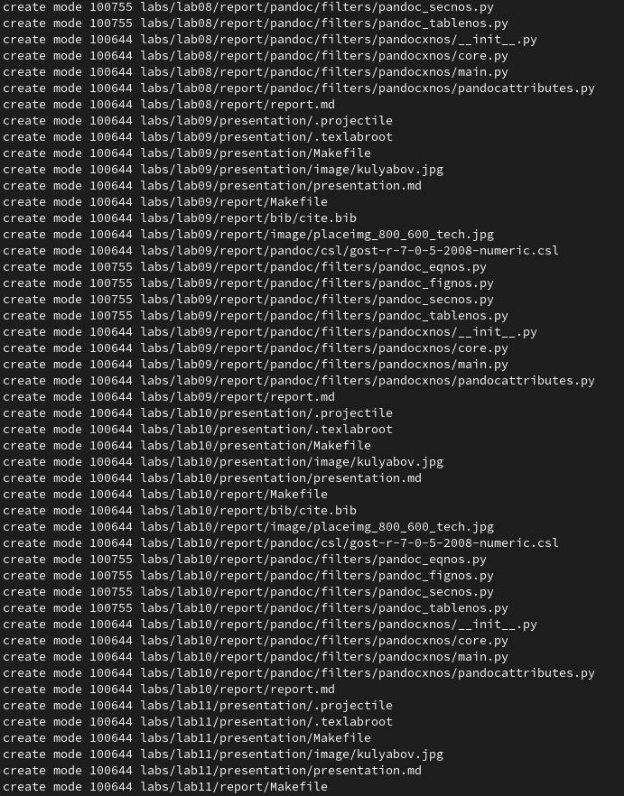 create mode 100755 labs/lab08/report/pandoc/filters/pandoc_secnos.py
create mode 100755 labs/lab08/report/pandoc/filters/pandoc_tablenos.py
create mode 100644 labs/lab08/report/pandoc/filters/pandocxnos/__init__.py
create mode 100644 labs/lab08/report/pandoc/filters/pandocxnos/core.py
create mode 100644 labs/lab08/report/pandoc/filters/pandocxnos/main.py
create mode 100644 labs/lab08/report/pandoc/filters/pandocxnos/pandocattributes.py
create mode 100644 labs/lab08/report/report.md
create mode 100644 labs/lab09/presentation/.projectile
create mode 100644 labs/lab09/presentation/.texlabroot
create mode 100644 labs/lab09/presentation/Makefile
create mode 100644 labs/lab09/presentation/image/kulyabov.jpg
create mode 100644 labs/lab09/presentation/presentation.md
create mode 100644 labs/lab09/report/Makefile
create mode 100644 labs/lab09/report/bib/cite.bib
create mode 100644 labs/lab09/report/image/placeimg_800_600_tech.jpg
create mode 100644 labs/lab09/report/pandoc/csl/gost-r-7-0-5-2008-numeric.csl
create mode 100755 labs/lab09/report/pandoc/filters/pandoc_eqnos.py
create mode 100755 labs/lab09/report/pandoc/filters/pandoc_fignos.py
create mode 100755 labs/lab09/report/pandoc/filters/pandoc_secnos.py
create mode 100755 labs/lab09/report/pandoc/filters/pandoc_tablenos.py
create mode 100644 labs/lab09/report/pandoc/filters/pandocxnos/__init__.py
create mode 100644 labs/lab09/report/pandoc/filters/pandocxnos/core.py
create mode 100644 labs/lab09/report/pandoc/filters/pandocxnos/main.py
create mode 100644 labs/lab09/report/pandoc/filters/pandocxnos/pandocattributes.py
create mode 100644 labs/lab09/report/report.md
create mode 100644 labs/lab10/presentation/.projectile
create mode 100644 labs/lab10/presentation/.texlabroot
create mode 100644 labs/lab10/presentation/Makefile
create mode 100644 labs/lab10/presentation/image/kulyabov.jpg
create mode 100644 labs/lab10/presentation/presentation.md
create mode 100644 labs/lab10/report/Makefile
create mode 100644 labs/lab10/report/bib/cite.bib
create mode 100644 labs/lab10/report/image/placeimg_800_600_tech.jpg
create mode 100644 labs/lab10/report/pandoc/csl/gost-r-7-0-5-2008-numeric.csl
create mode 100755 labs/lab10/report/pandoc/filters/pandoc_eqnos.py
create mode 100755 labs/lab10/report/pandoc/filters/pandoc_fignos.py
create mode 100755 labs/lab10/report/pandoc/filters/pandoc_secnos.py
create mode 100755 labs/lab10/report/pandoc/filters/pandoc_tablenos.py
create mode 100644 labs/lab10/report/pandoc/filters/pandocxnos/__init__.py
create mode 100644 labs/lab10/report/pandoc/filters/pandocxnos/core.py
create mode 100644 labs/lab10/report/pandoc/filters/pandocxnos/main.py
create mode 100644 labs/lab10/report/pandoc/filters/pandocxnos/pandocattributes.py
create mode 100644 labs/lab10/report/report.md
create mode 100644 labs/lab11/presentation/.projectile
create mode 100644 labs/lab11/presentation/.texlabroot
create mode 100644 labs/lab11/presentation/Makefile
create mode 100644 labs/lab11/presentation/image/kulyabov.jpg
create mode 100644 labs/lab11/presentation/presentation.md
create mode 100644 labs/lab11/report/Makefile